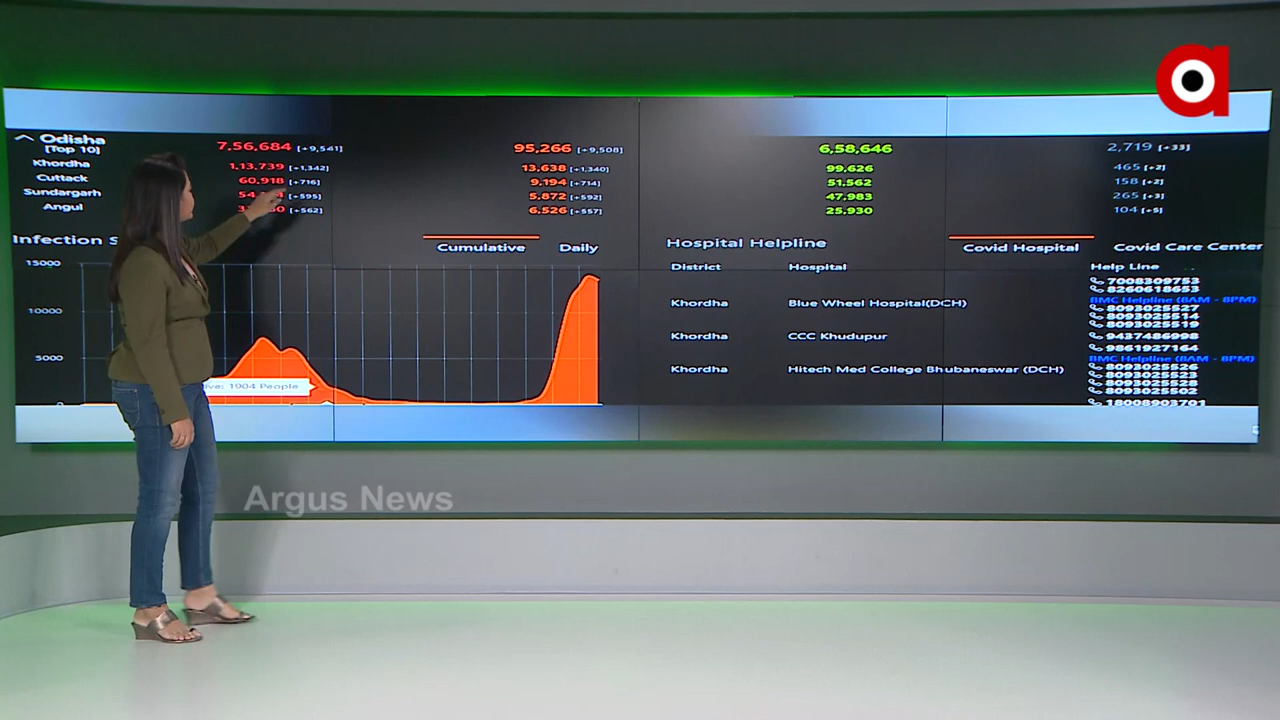 Odisha 7,56,684 [+9,541] 95,266 [+9,508] 6,58,646 2,719 [+33]
[Top 10]
Khordha 1,13,739 [+1,342] 13,638 [+1,340] 99,626 465 [+2]
Cuttack 60,918 [+716] 9,194 [+714] 51,562 158 [+2]
Sundargarh [+595] 5,872 [+592] 47,983 265 [+3]
Angul [+562] 6,526 [+557] 25,930 104 [+5]
Infection S
Cumulative Daily
15000
10000
5000
1904 People
Hospital Helpline
Covid Hospital Covid Care Center
District Hospital Help Line
7008309753
8260618653
BMC Helpline (8AM - 8PM)
Khordha Blue Wheel Hospital(DCH) 8093025527
8093025514
8093025519
Khordha CCC Khudupur 9437498998
9861927164
BMC Helpline (8AM - 8PM)
Khordha Hitech Med College Bhubaneswar (DCH) 8093025526
8093025523
8093025528
8093025502
18008903701
Argus News